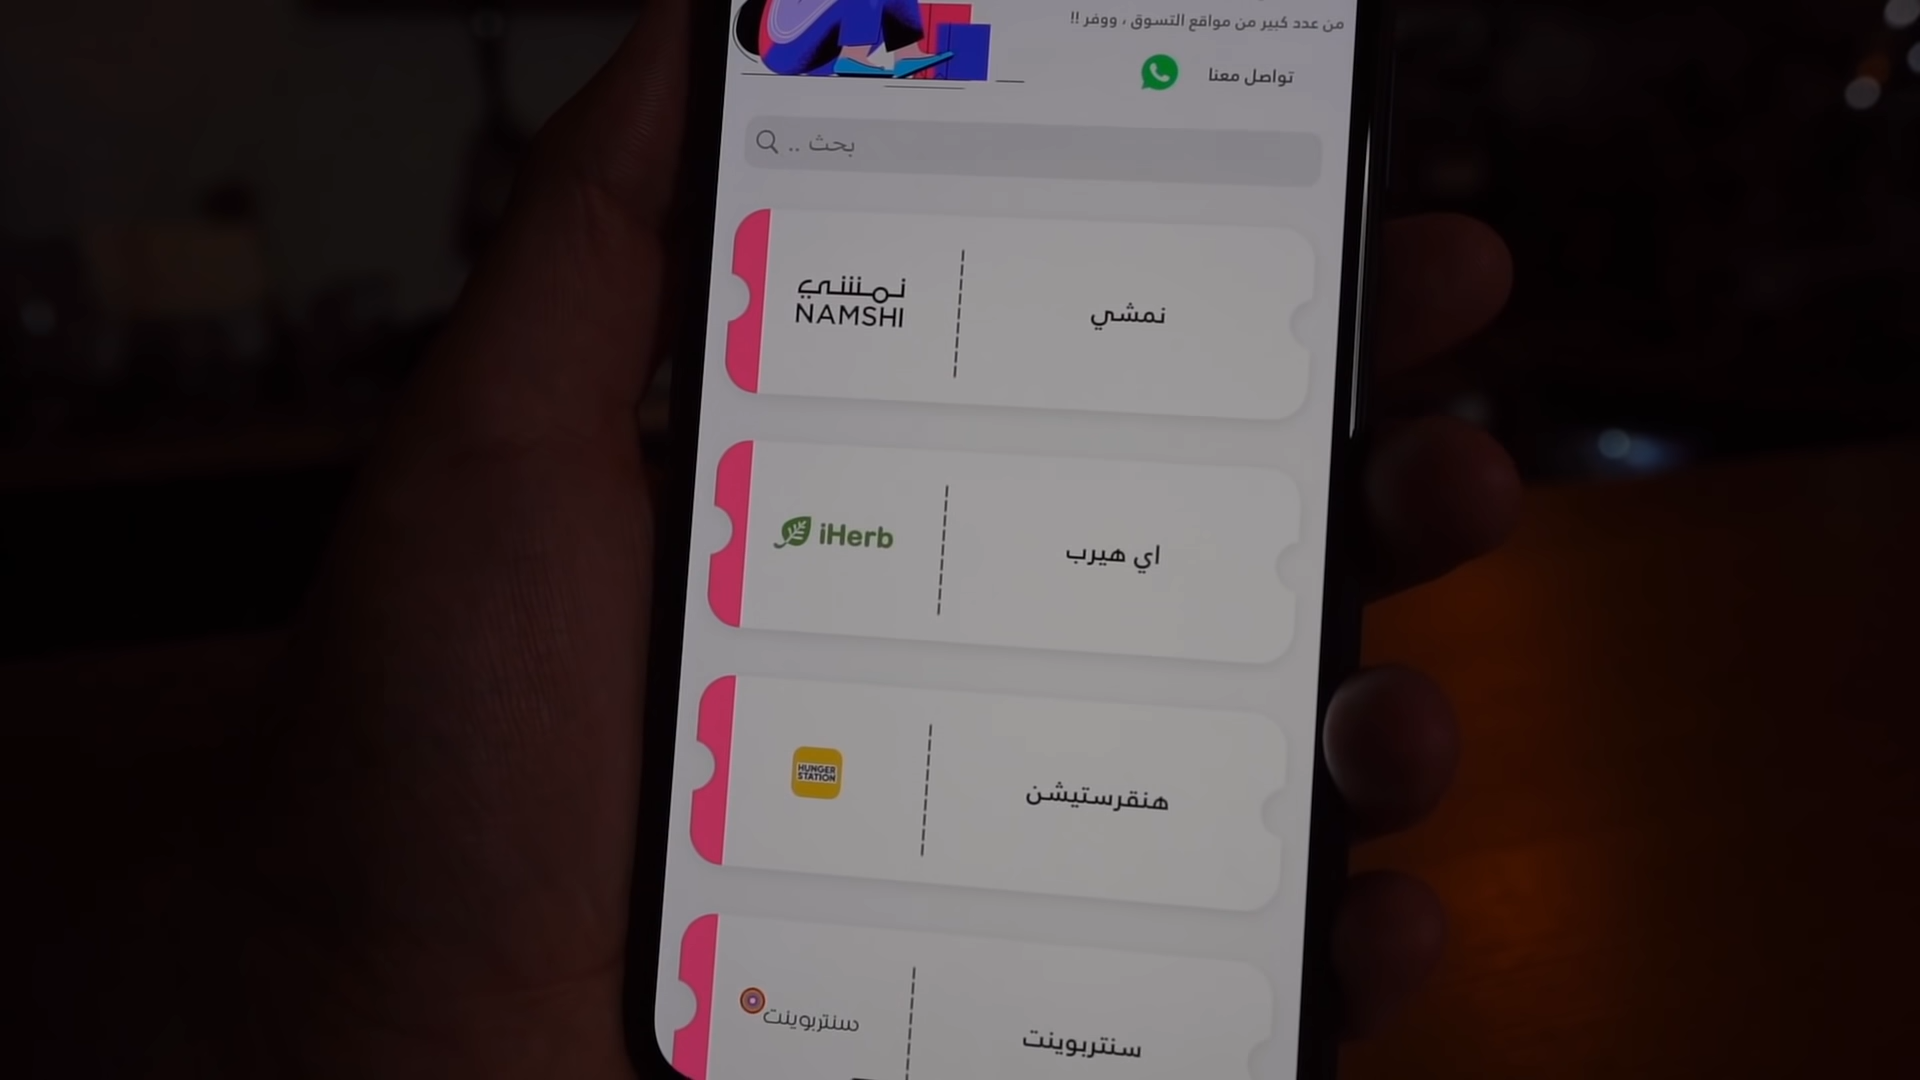 من عدد كبير من مواقع التسوق ، ووفر !!
تواصل معنا
بحث ..
نمشي
NAMSHI
نمشي
iHerb
اي هيرب
HUNGER
STATION
هنقرستيشن
سنتربوينت
سنتربوينت